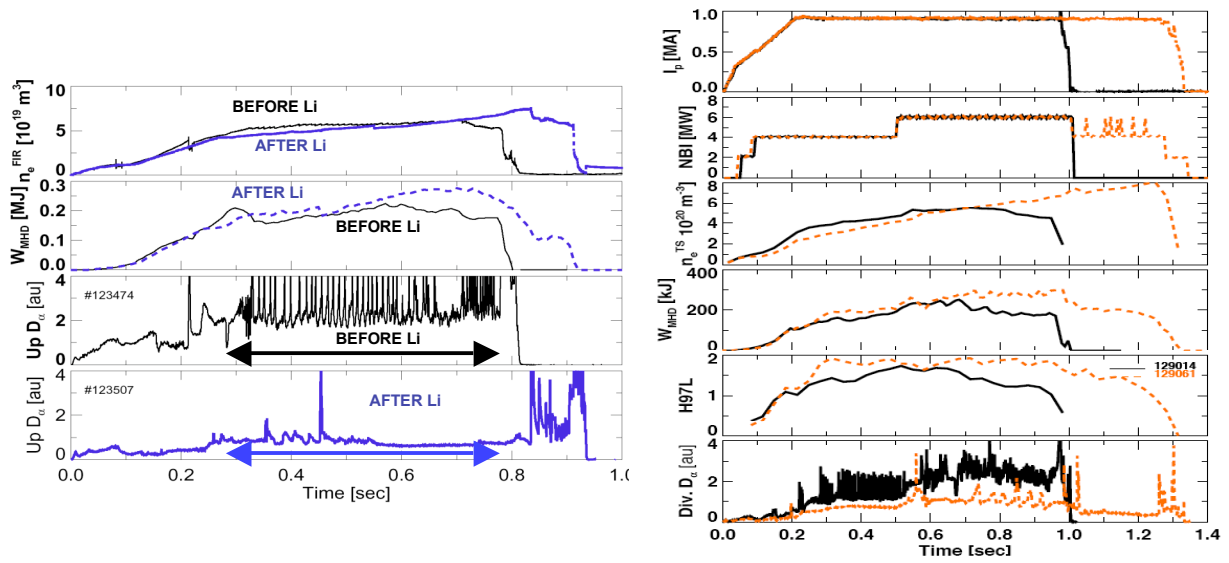 10
5
0
n_e^FIR [10^19 m^3]
BEFORE Li
AFTER Li
0.3
0.2
0.1
0.0
W_MHD [MJ]
AFTER Li
BEFORE Li
4
2
0
Up D_α [au]
#123474
BEFORE Li
4
2
0
Up D_α [au]
#123507
AFTER Li
0.0 0.2 0.4 0.6 0.8 1.0
Time [sec]
1.0
0.5
0.0
I_p [MA]
8
6
4
2
0
NBI [MW]
8
6
4
2
0
n_e^TS 10^20 m^-3]
400
200
0
W_MHD [kJ]
2
1
0
H97L
129014
129061
4
2
0
Div. D_α [au]
0.0 0.2 0.4 0.6 0.8 1.0 1.2 1.4
Time [sec]